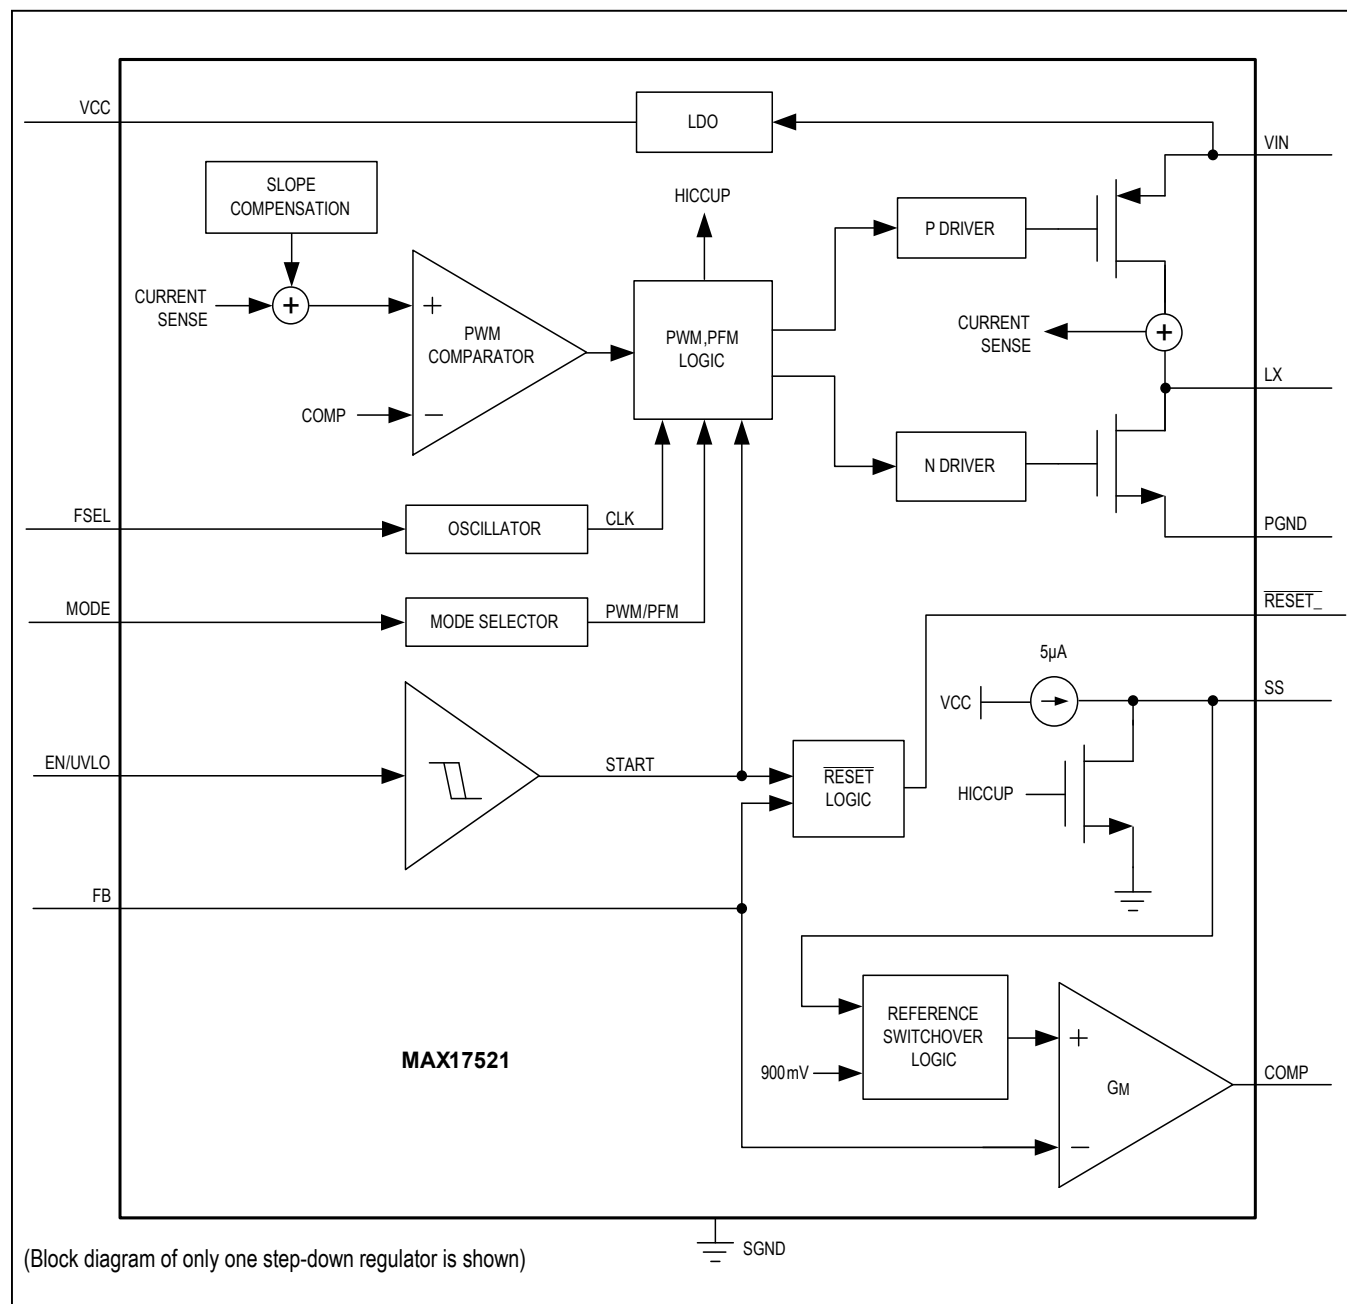 VCC
LDO
VIN
SLOPE
COMPENSATION
HICCUP
P DRIVER
CURRENT
SENSE
+
+
PWM
COMPARATOR
PWM,PFM
LOGIC
CURRENT
SENSE
+
LX
COMP
−
N DRIVER
FSEL
OSCILLATOR
CLK
PGND
MODE
MODE SELECTOR
PWM/PFM
RESET_
5µA
VCC
SS
EN/UVLO
START
RESET
LOGIC
HICCUP
FB
REFERENCE
SWITCHOVER
LOGIC
+
900mV
MAX17521
GM
COMP
−
SGND
(Block diagram of only one step-down regulator is shown)